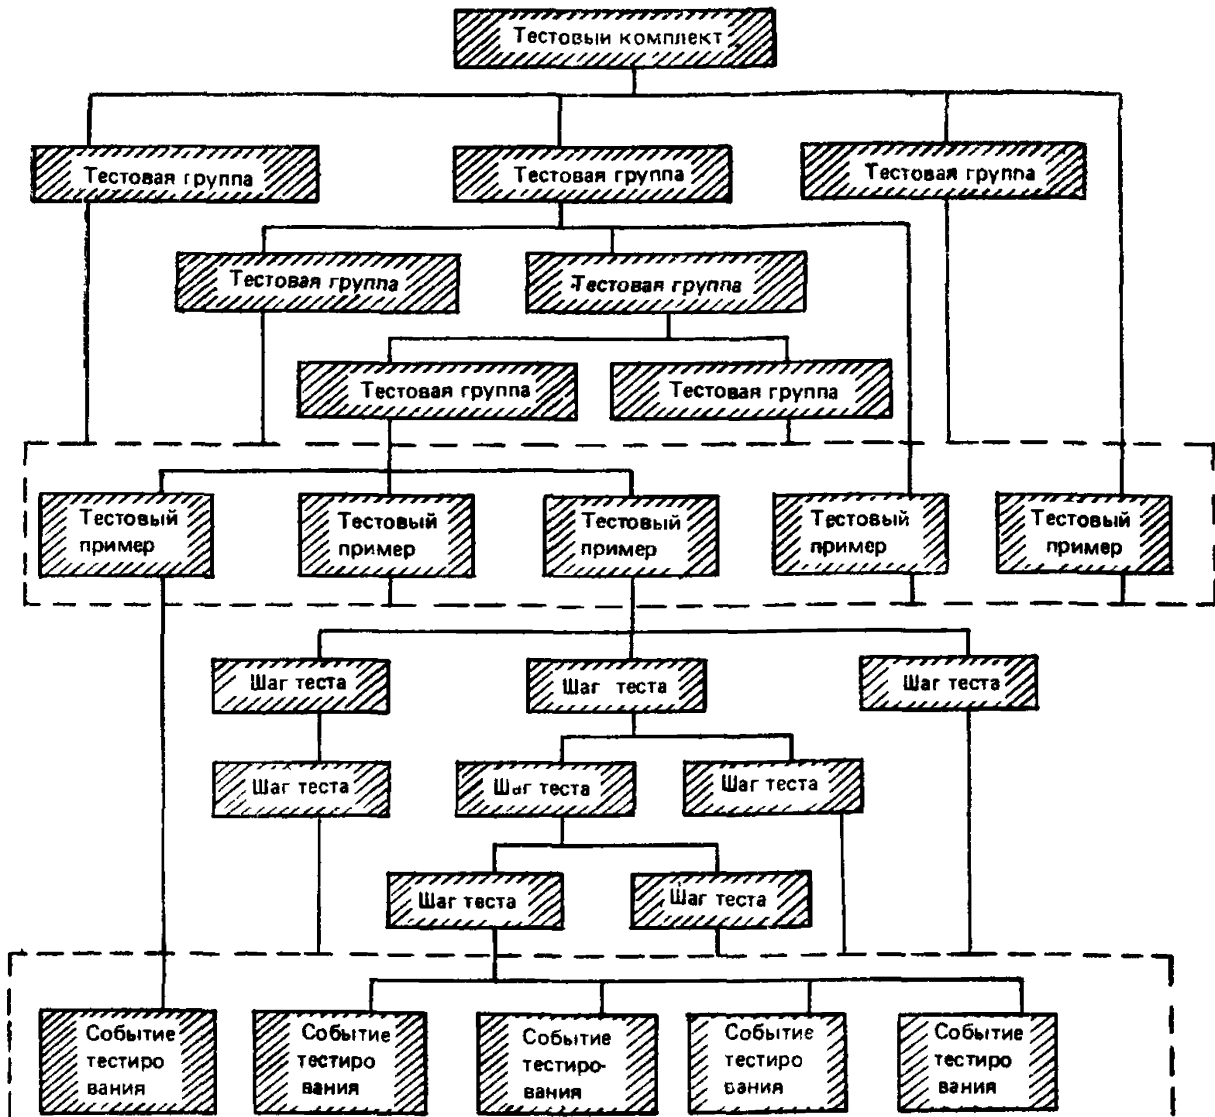 Тестовый комплект
Тестовая группа
Тестовая группа
Тестовая группа
Тестовая группа
Тестовая группа
Тестовая группа
Тестовая группа
Тестовый
пример
Тестовый
пример
Тестовый
пример
Тестовый
пример
Тестовый
пример
Шаг теста
Шаг теста
Шаг теста
Шаг теста
Шаг теста
Шаг теста
Шаг теста
Шаг теста
Событие
тестиро
вания
Событие
тестиро
вания
Событие
тестиро-
вания
Событие
тестиро
вания
Событие
тестиро
вания